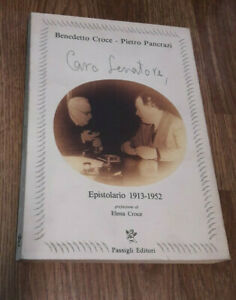 Benedetto Croce - Pietro Pancrazi
Caro Senatore,
Epistolario 1913-1952
prefazione di
Elena Croce
Passigli Editori